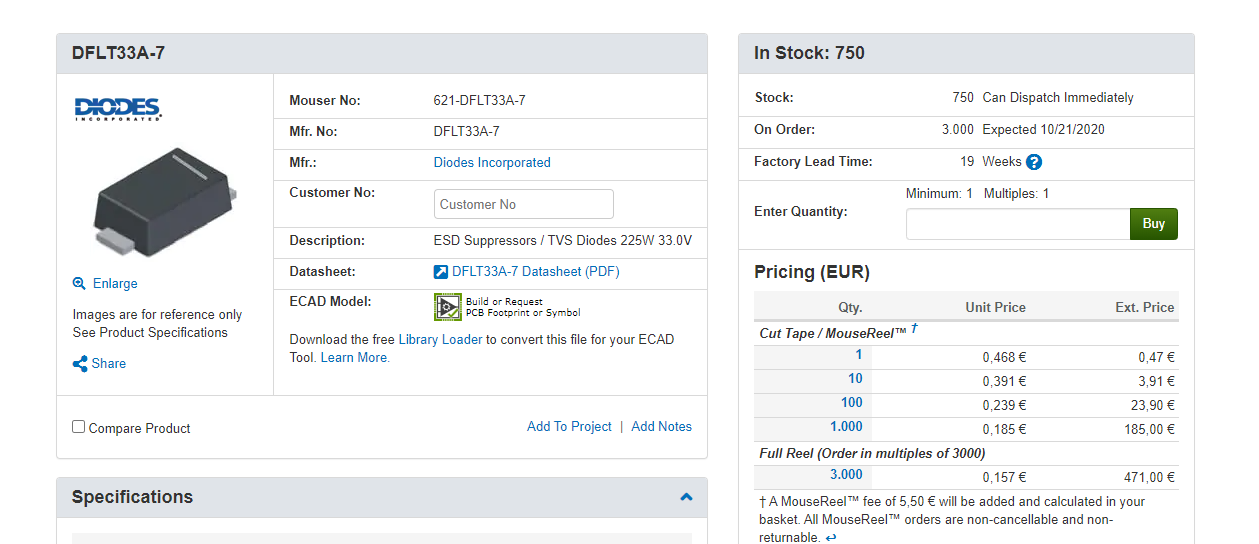 DFLT33A-7
DIODES
INCORPORATED
Enlarge
Images are for reference only
See Product Specifications
Share
Mouser No: 621-DFLT33A-7
Mfr. No: DFLT33A-7
Mfr.: Diodes Incorporated
Customer No: Customer No
Description: ESD Suppressors / TVS Diodes 225W 33.0V
Datasheet: DFLT33A-7 Datasheet (PDF)
ECAD Model: Build or Request
PCB Footprint or Symbol
Download the free Library Loader to convert this file for your ECAD
Tool. Learn More.
Compare Product Add To Project | Add Notes
Specifications
In Stock: 750
Stock: 750 Can Dispatch Immediately
On Order: 3.000 Expected 10/21/2020
Factory Lead Time: 19 Weeks ?
Minimum: 1 Multiples: 1
Enter Quantity: Buy
Pricing (EUR)
Qty. Unit Price Ext. Price
Cut Tape / MouseReel™ †
1 0,468 € 0,47 €
10 0,391 € 3,91 €
100 0,239 € 23,90 €
1.000 0,185 € 185,00 €
Full Reel (Order in multiples of 3000)
3.000 0,157 € 471,00 €
† A MouseReel™ fee of 5,50 € will be added and calculated in your
basket. All MouseReel™ orders are non-cancellable and non-
returnable. ↩